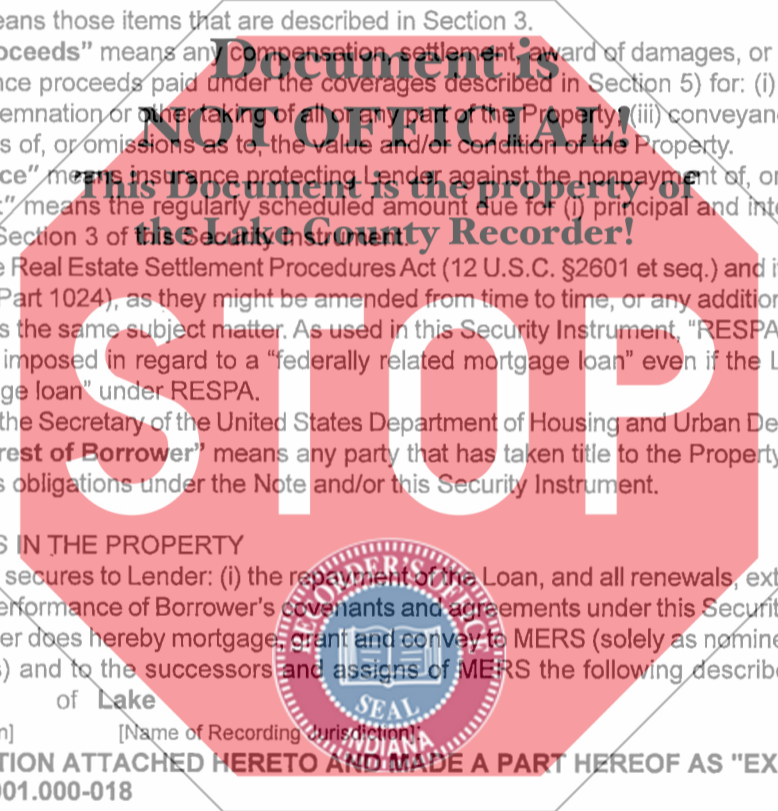 eans those items that are described in Section 3.
oceeds” means any compensation, settlement, award of damages, or
Document is
nce proceeds paid under the coverages described in Section 5) for: (i)
emnation or other taking of all or any part of the Property; (iii) conveyan
NOT OFFICIAL!
s of, or omissions as to, the value and/or condition of the Property.
ce” means insurance protecting Lender against the nonpayment of, or
This Document is the property of
t” means the regularly scheduled amount due for (i) principal and inte
Section 3 of this Security Instrument.
the Lake County Recorder!
e Real Estate Settlement Procedures Act (12 U.S.C. §2601 et seq.) and i
Part 1024), as they might be amended from time to time, or any addition
s the same subject matter. As used in this Security Instrument, “RESPA
imposed in regard to a “federally related mortgage loan” even if the L
ge loan” under RESPA.
STOP
the Secretary of the United States Department of Housing and Urban De
rest of Borrower” means any party that has taken title to the Property
s obligations under the Note and/or this Security Instrument.
S IN THE PROPERTY
secures to Lender: (i) the repayment of the Loan, and all renewals, ext
erformance of Borrower’s covenants and agreements under this Securit
er does hereby mortgage, grant and convey to MERS (solely as nomine
s) and to the successors and assigns of MERS the following describe
RECORDER'S OFFICE
SEAL
INDIANA
of Lake
n] [Name of Recording Jurisdiction]:
TION ATTACHED HERETO AND MADE A PART HEREOF AS "EX
001.000-018